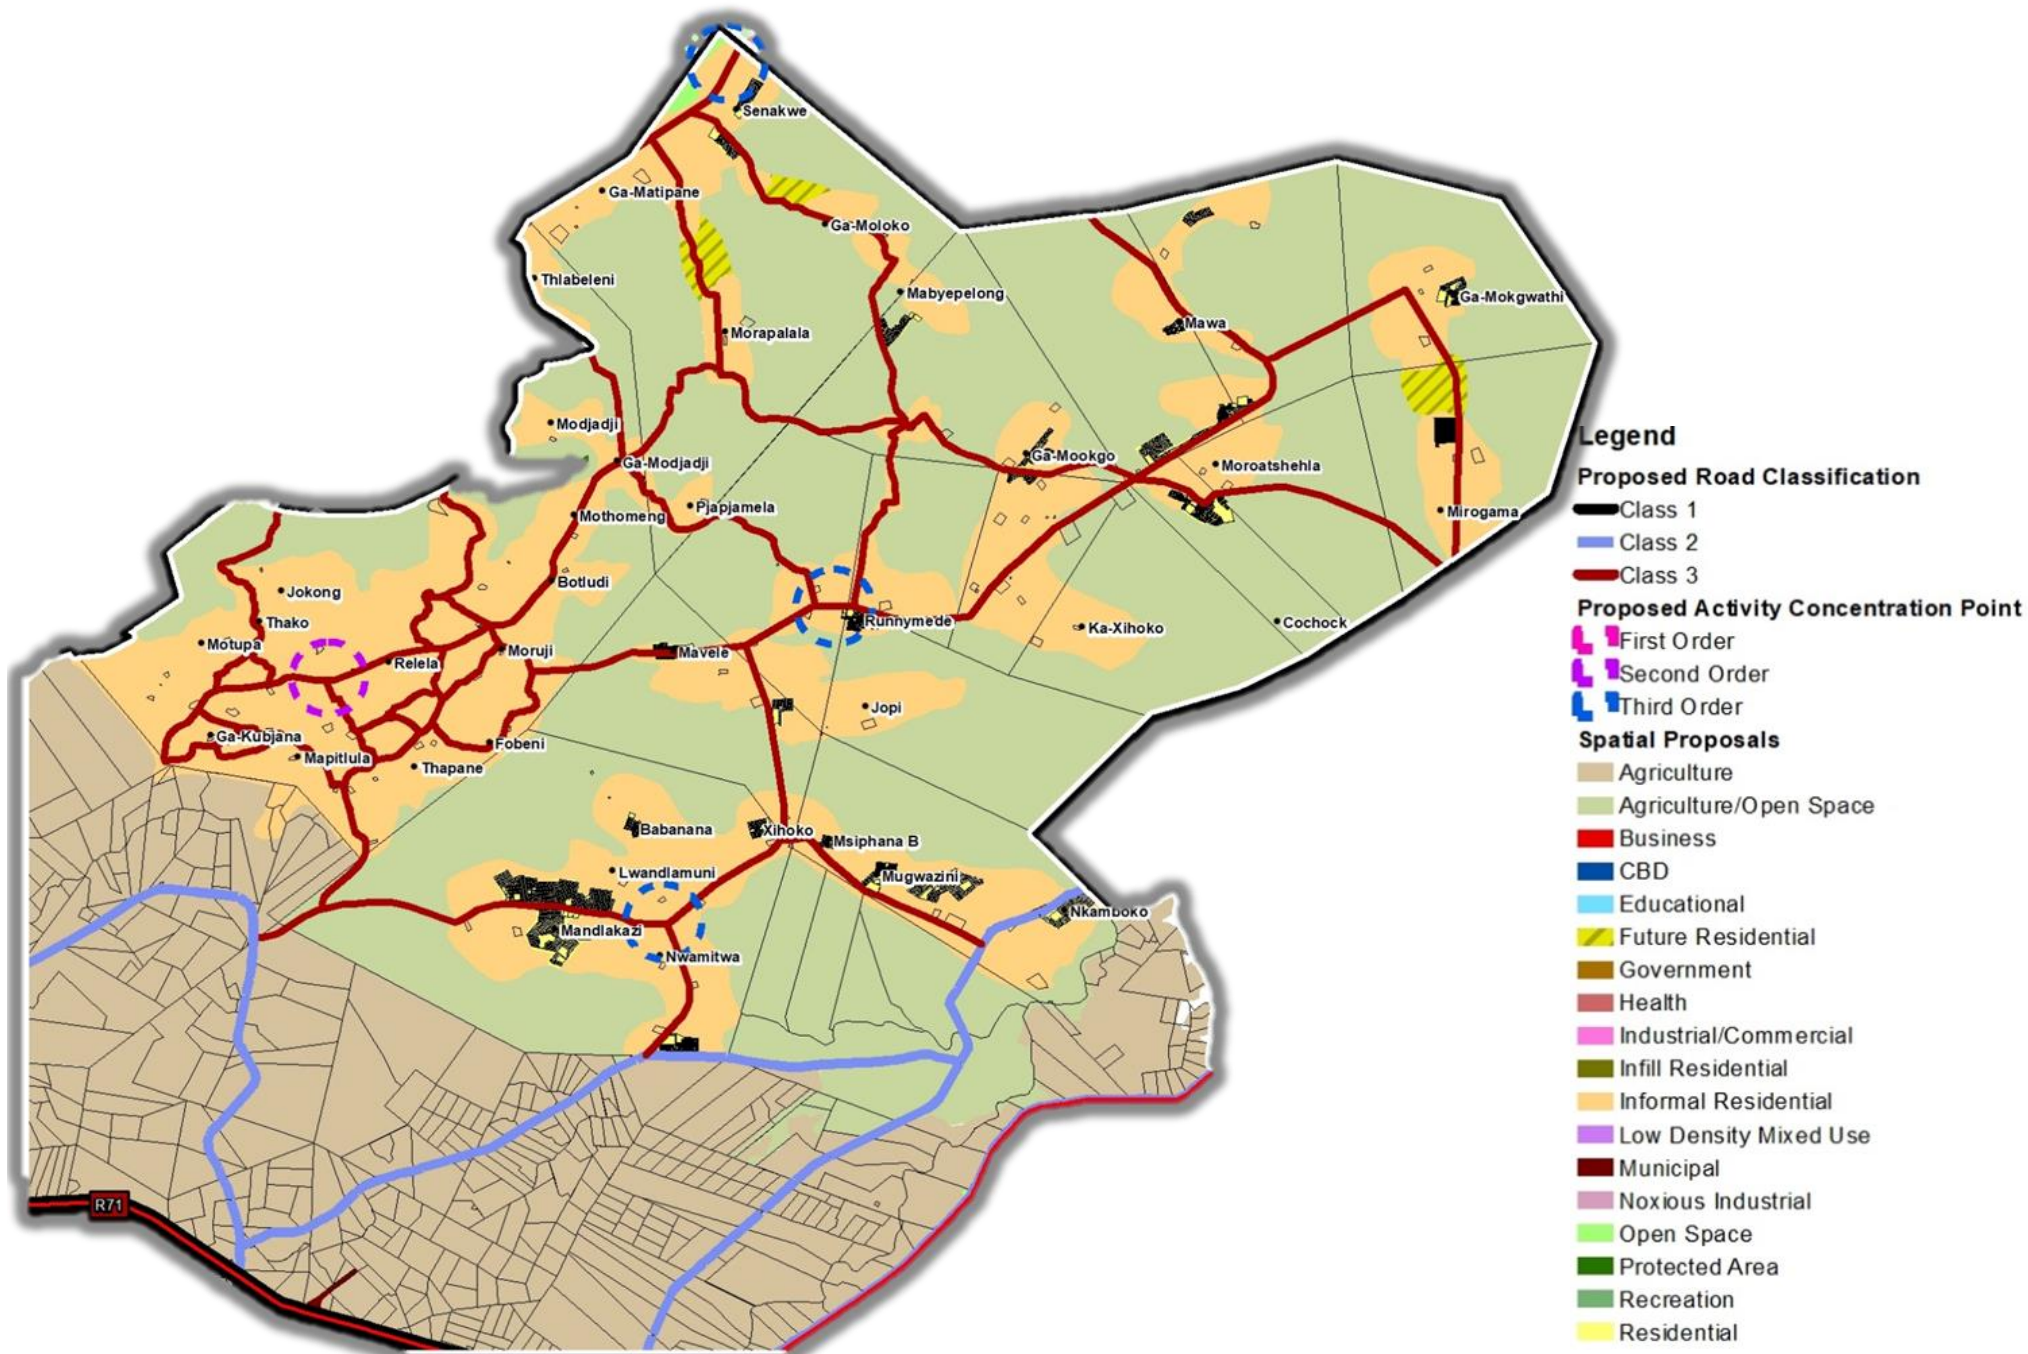 Senakwe
Ga-Matipane
Ga-Moloko
Thlabeleni
Mabyepelong
Ga-Mokgwathi
Mawa
Morapalala
Modjadji
Ga-Modjadji
Ga-Mookgo
Moroatshehla
Pjapjamela
Mothomeng
Mirogama
Botludi
Jokong
Thako
Runnymede
Ka-Xihoko
Cochock
Motupa
Relela
Moruji
Mavele
Jopi
Ga-Kubjana
Fobeni
Mapitlula
Thapane
Babanana
Xihoko
Msiphana B
Lwandlamuni
Mugwazini
Nkamboko
Mandlakazi
Nwamitwa
R71
Legend
Proposed Road Classification
Class 1
Class 2
Class 3
Proposed Activity Concentration Point
First Order
Second Order
Third Order
Spatial Proposals
Agriculture
Agriculture/Open Space
Business
CBD
Educational
Future Residential
Government
Health
Industrial/Commercial
Infill Residential
Informal Residential
Low Density Mixed Use
Municipal
Noxious Industrial
Open Space
Protected Area
Recreation
Residential